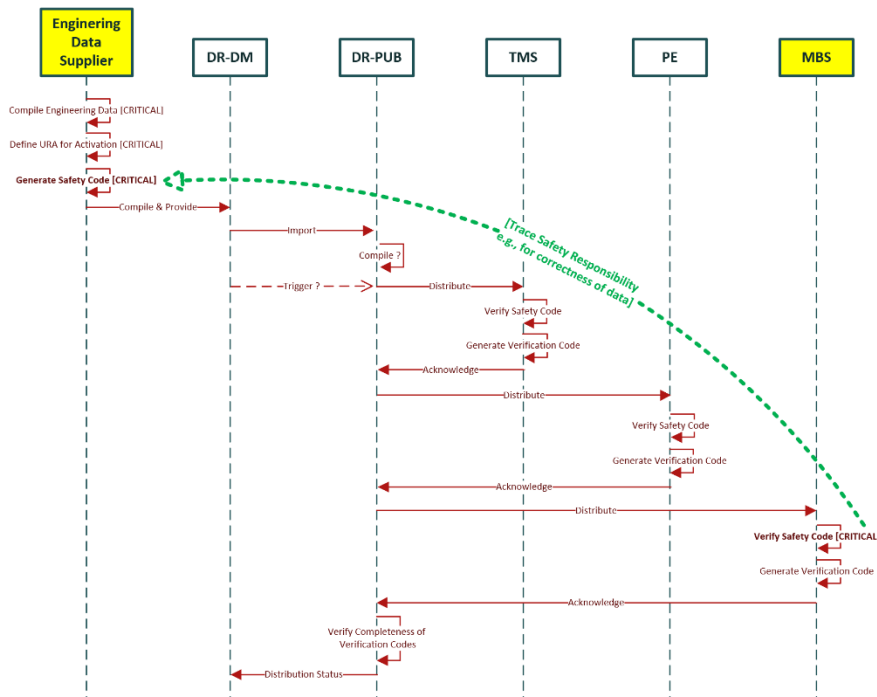 Enginering
Data
Supplier
DR-DM
DR-PUB
TMS
PE
MBS
Compile Engineering Data [CRITICAL]
Define URA for Activation [CRITICAL]
Generate Safety Code [CRITICAL]
Compile & Provide
Import
[Trace Safety Responsibility
e.g., for correctness of data]
Compile ?
Trigger ?
Distribute
Verify Safety Code
Generate Verification Code
Acknowledge
Distribute
Verify Safety Code
Generate Verification Code
Acknowledge
Distribute
Verify Safety Code [CRITICAL
Generate Verification Code
Acknowledge
Verify Completeness of
Verification Codes
Distribution Status